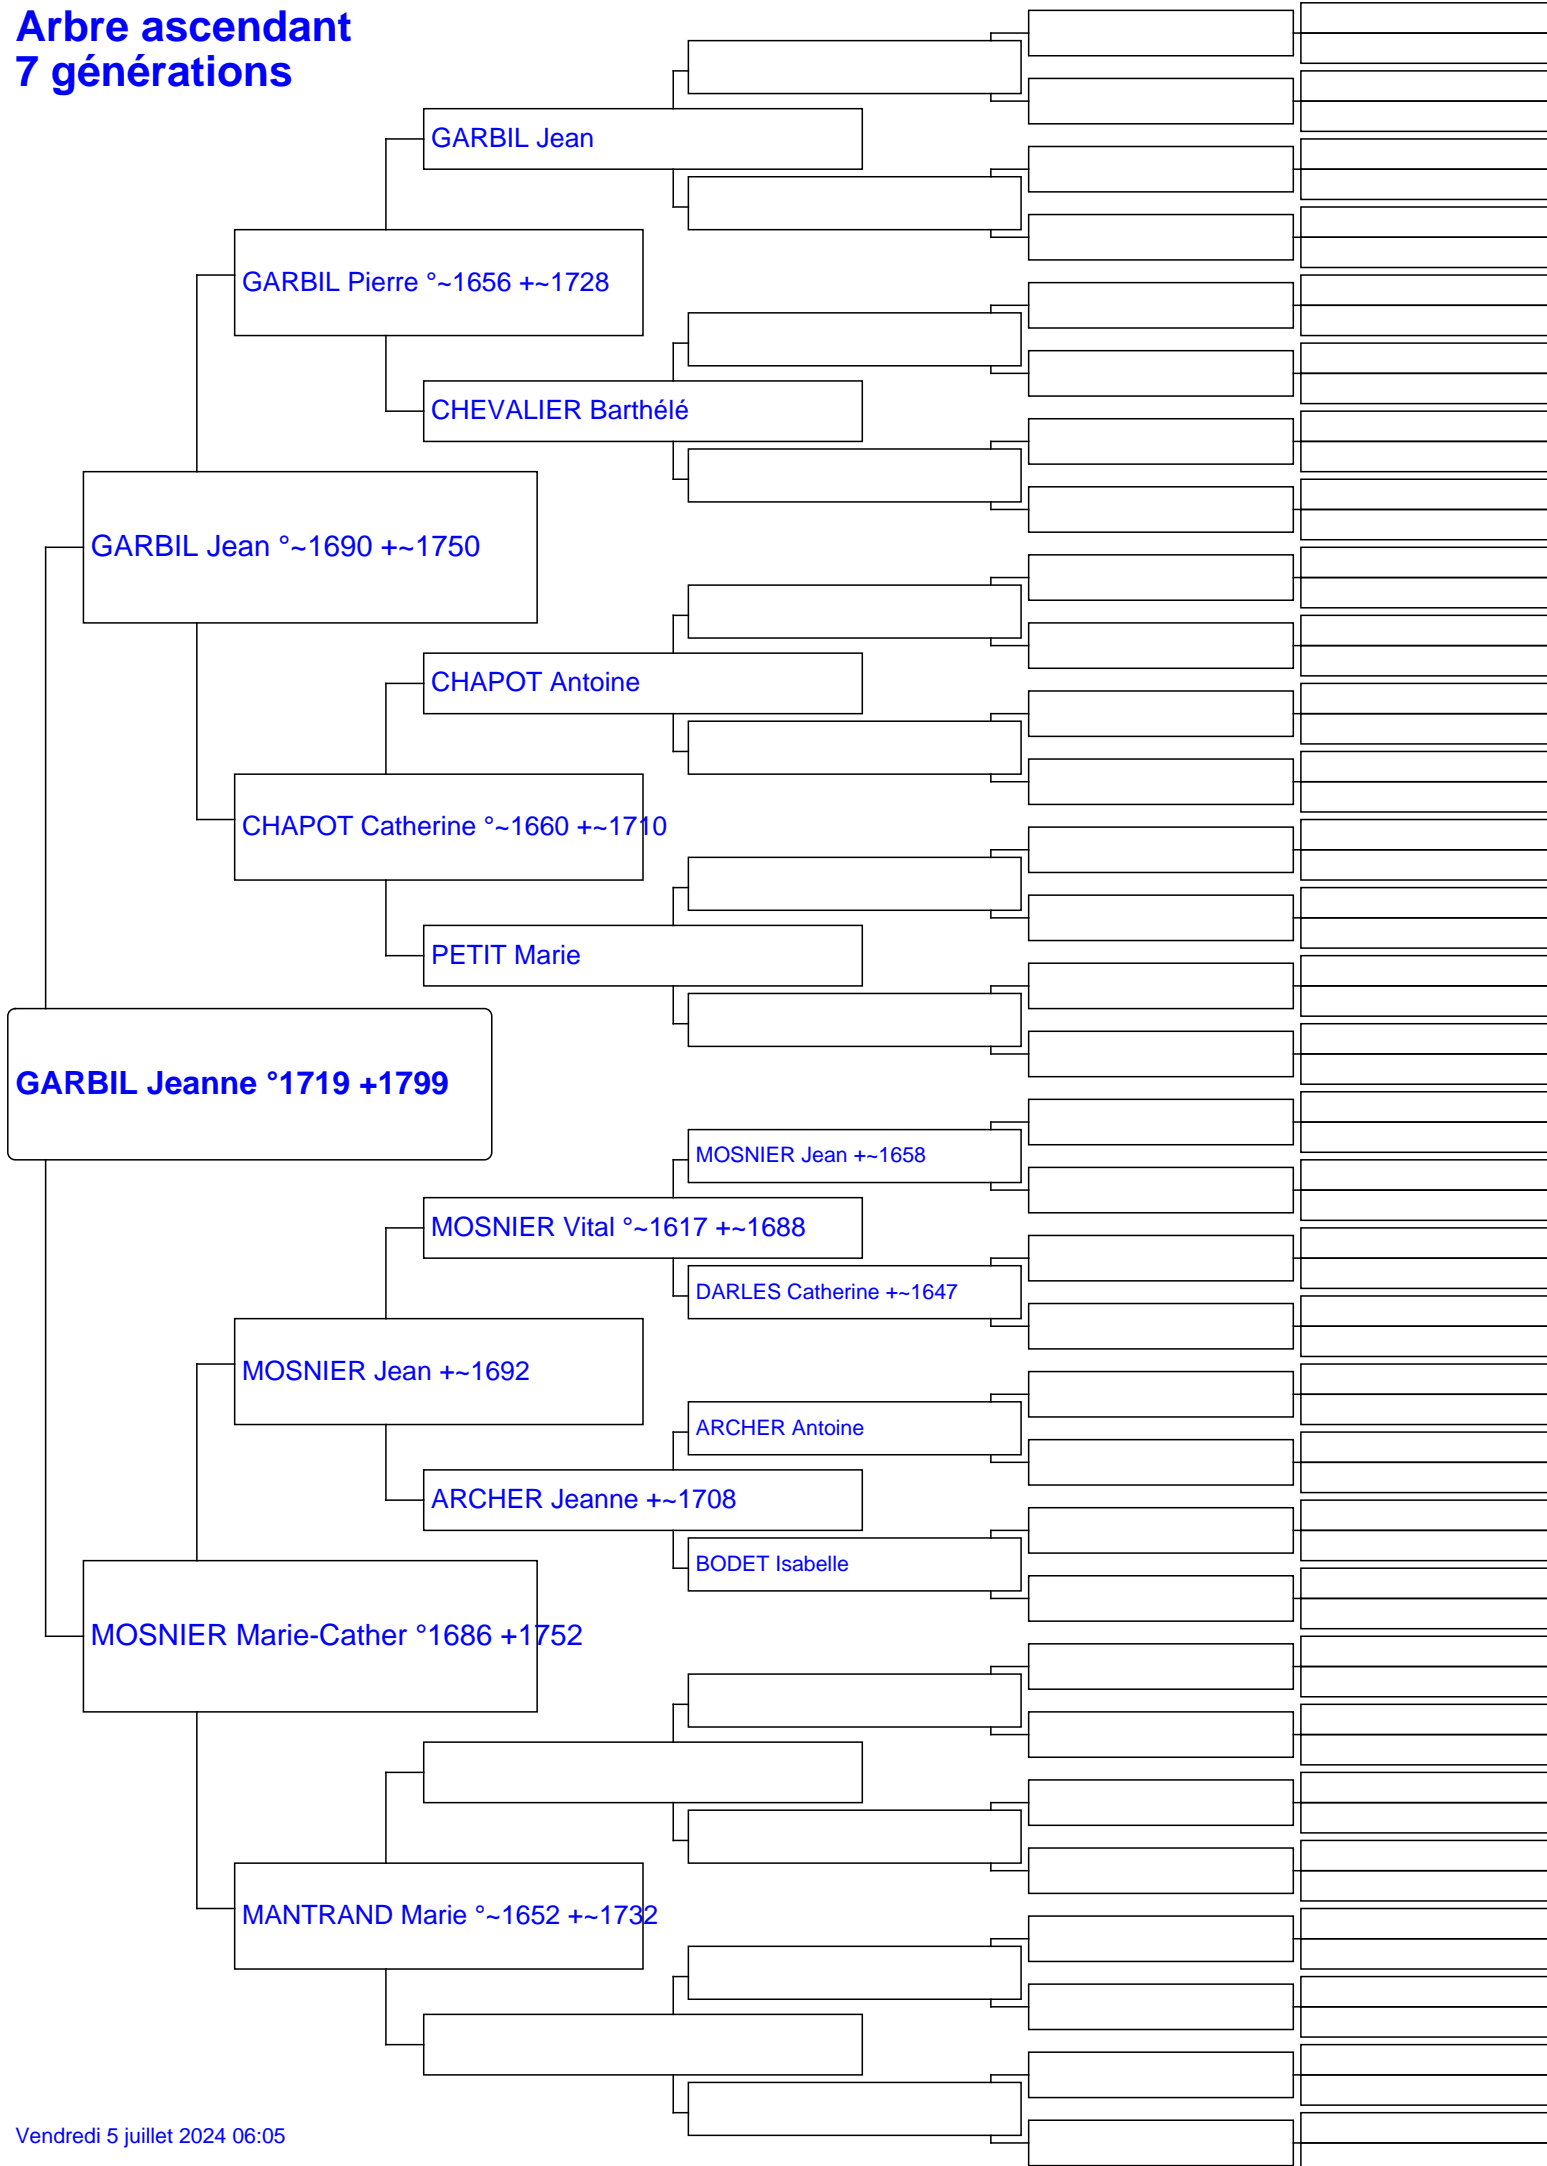 Arbre ascendant
7 générations
GARBIL Jean
GARBIL Pierre °~1656 +~1728
CHEVALIER Barthélé
GARBIL Jean °~1690 +~1750
CHAPOT Antoine
CHAPOT Catherine °~1660 +~1710
PETIT Marie
GARBIL Jeanne °1719 +1799
MOSNIER Jean +~1658
MOSNIER Vital °~1617 +~1688
DARLES Catherine +~1647
MOSNIER Jean +~1692
ARCHER Antoine
ARCHER Jeanne +~1708
BODET Isabelle
MOSNIER Marie-Cather °1686 +1752
MANTRAND Marie °~1652 +~1732
Vendredi 5 juillet 2024 06:05